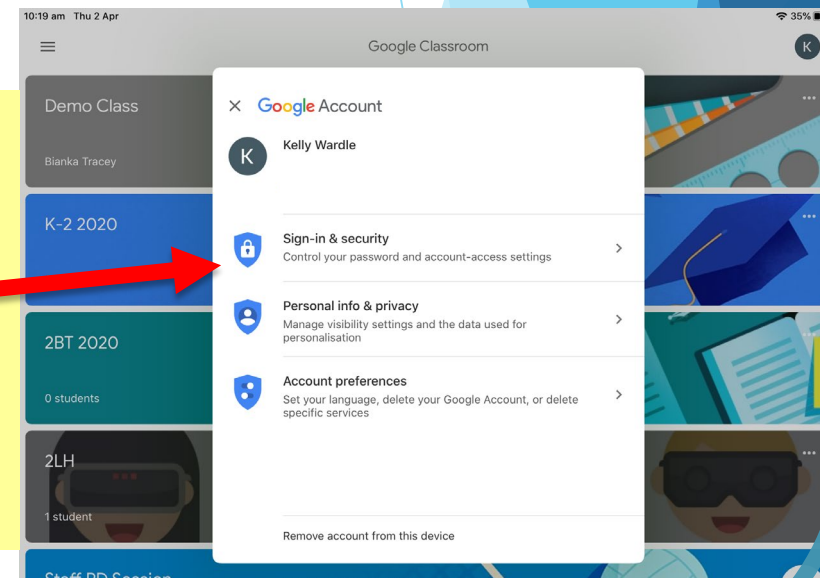 10:19 am Thu 2 Apr
35%
Google Classroom
K
Demo Class
Bianka Tracey
Google Account
K
Kelly Wardle
K-2 2020
Sign-in & security
Control your password and account-access settings
Personal info & privacy
Manage visibility settings and the data used for
personalisation
2BT 2020
0 students
Account preferences
Set your language, delete your Google Account, or delete
specific services
2LH
1 student
Remove account from this device
Staff PD Session